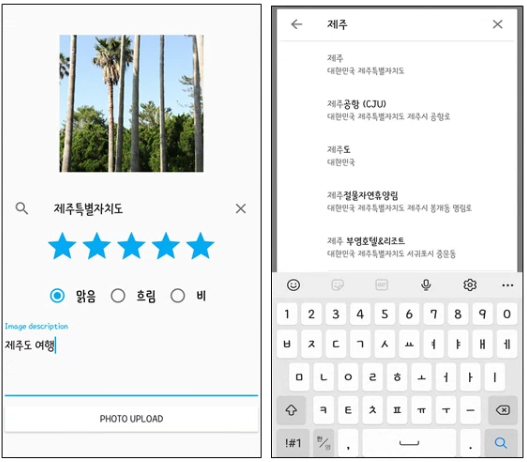 제주특별자치도
맑음 흐림 비
Image description
제주도 여행
PHOTO UPLOAD
제주
제주
대한민국 제주특별자치도
제주공항 (CJU)
대한민국 제주특별자치도 제주시 공항로
제주도
대한민국
제주절물자연휴양림
대한민국 제주특별자치도 제주시 봉개동 명림로
제주 부영호텔&리조트
대한민국 제주특별자치도 서귀포시 중문동
GIF
1 2 3 4 5 6 7 8 9 0
ㅂ ㅈ ㄷ ㄱ ㅅ ㅛ ㅕ ㅑ ㅐ ㅔ
ㅁ ㄴ ㅇ ㄹ ㅎ ㅗ ㅓ ㅏ ㅣ
ㅋ ㅌ ㅊ ㅍ ㅠ ㅜ ㅡ
!#1 한/영 , .